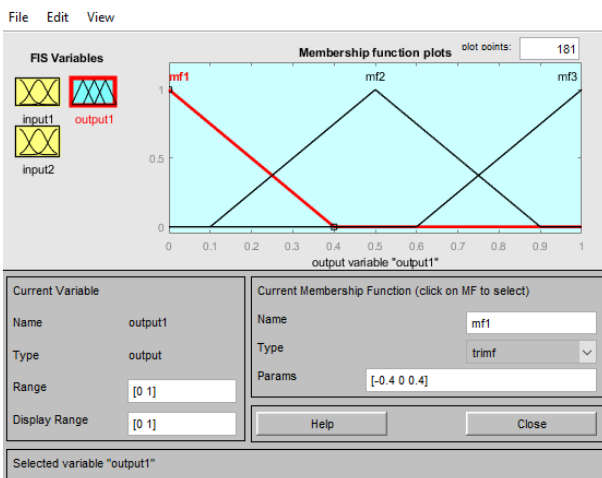 File Edit View
FIS Variables
Membership function plots
plot points:
181
input1
output1
input2
mf1
mf2
mf3
1
0.5
0
0 0.1 0.2 0.3 0.4 0.5 0.6 0.7 0.8 0.9 1
output variable "output1"
Current Variable
Name output1
Type output
Range [0 1]
Display Range [0 1]
Current Membership Function (click on MF to select)
Name mf1
Type trimf
Params [-0.4 0 0.4]
Help Close
Selected variable "output1"